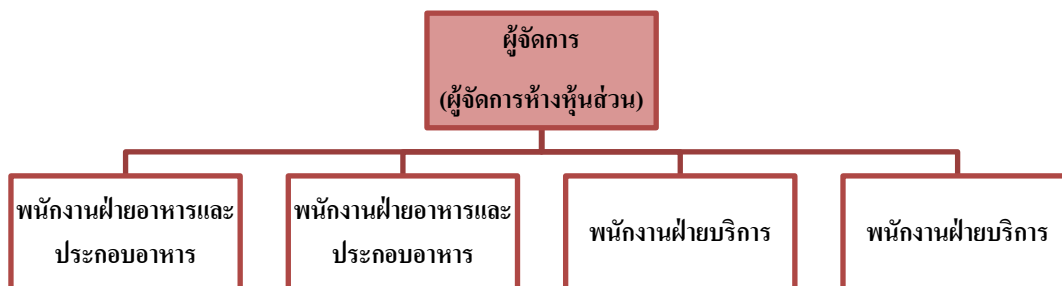 ผู้จัดการ
(ผู้จัดการห้างหุ้นส่วน)
พนักงานฝ่ายอาหารและ
ประกอบอาหาร
พนักงานฝ่ายอาหารและ
ประกอบอาหาร
พนักงานฝ่ายบริการ
พนักงานฝ่ายบริการ